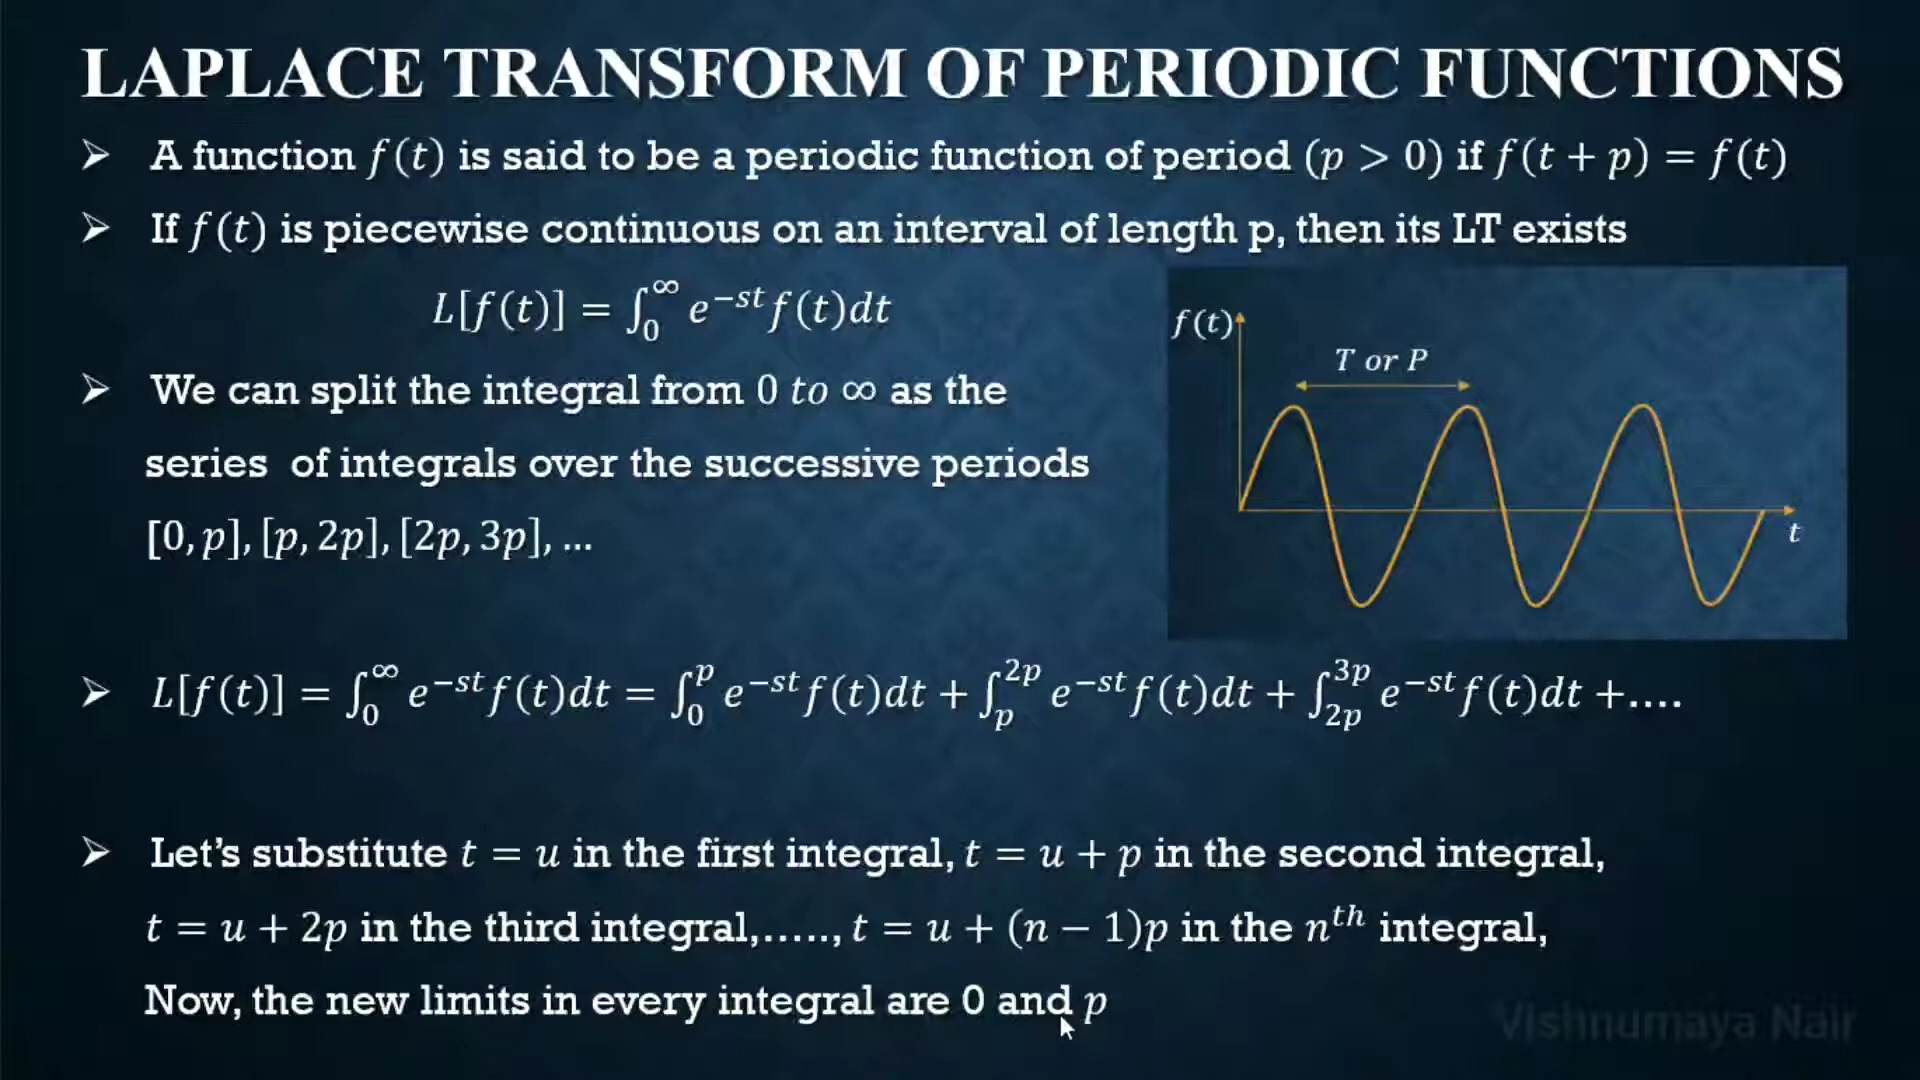 LAPLACE TRANSFORM OF PERIODIC FUNCTIONS
➢ A function f(t) is said to be a periodic function of period (p > 0) if f(t + p) = f(t)
➢ If f(t) is piecewise continuous on an interval of length p, then its LT exists
L[f(t)] = ∫₀^∞ e^−st f(t)dt
➢ We can split the integral from 0 to ∞ as the
series of integrals over the successive periods
[0, p], [p, 2p], [2p, 3p], ...
f(t)
T or P
t
➢ L[f(t)] = ∫₀^∞ e^−st f(t)dt = ∫₀^p e^−st f(t)dt + ∫_p^2p e^−st f(t)dt + ∫_2p^3p e^−st f(t)dt +....
➢ Let's substitute t = u in the first integral, t = u + p in the second integral,
t = u + 2p in the third integral,....., t = u + (n − 1)p in the n^th integral,
Now, the new limits in every integral are 0 and p
Vishnumaya Nair